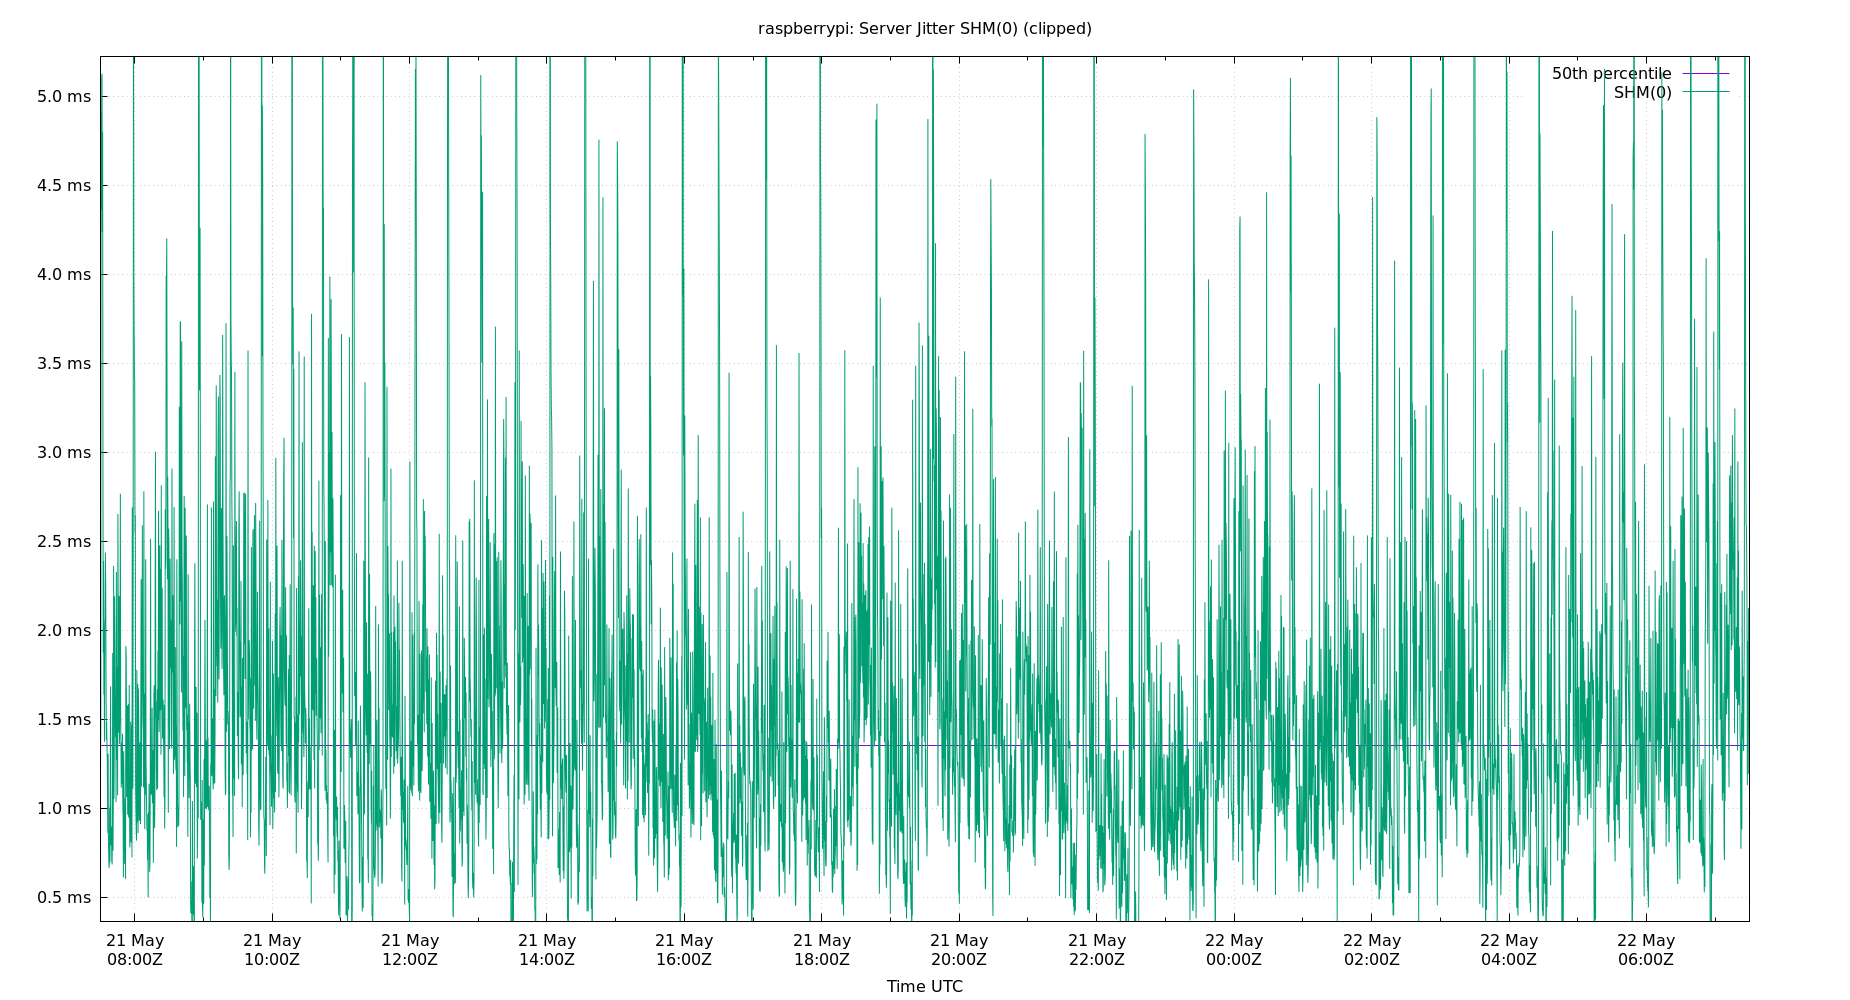 raspberrypi: Server Jitter SHM(0) (clipped)
50th percentile
SHM(0)
5.0 ms
4.5 ms
4.0 ms
3.5 ms
3.0 ms
2.5 ms
2.0 ms
1.5 ms
1.0 ms
0.5 ms
21 May 21 May 21 May 21 May 21 May 21 May 21 May 21 May 22 May 22 May 22 May 22 May
08:00Z 10:00Z 12:00Z 14:00Z 16:00Z 18:00Z 20:00Z 22:00Z 00:00Z 02:00Z 04:00Z 06:00Z
Time UTC